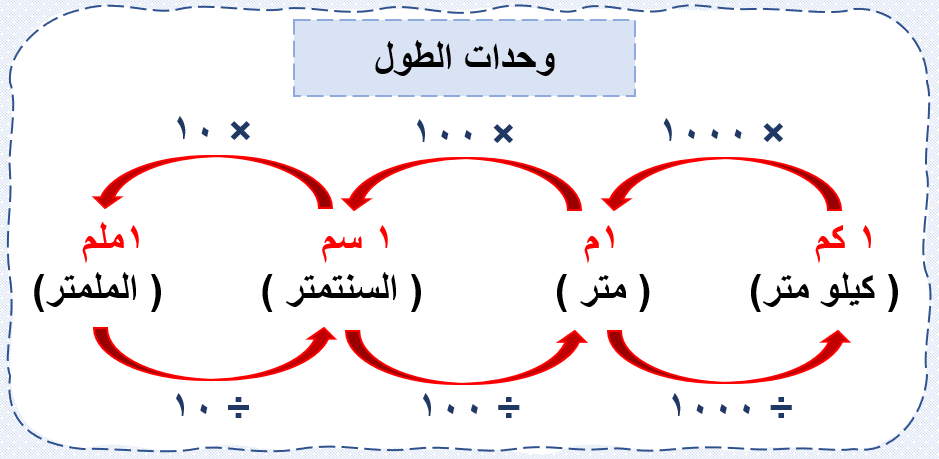 وحدات الطول
× ١٠٠٠
× ١٠٠
× ١٠
١ كم
١م
١ سم
١ملم
( كيلو متر)
( متر )
( السنتمتر )
( الملمتر)
÷ ١٠٠٠
÷ ١٠٠
÷ ١٠